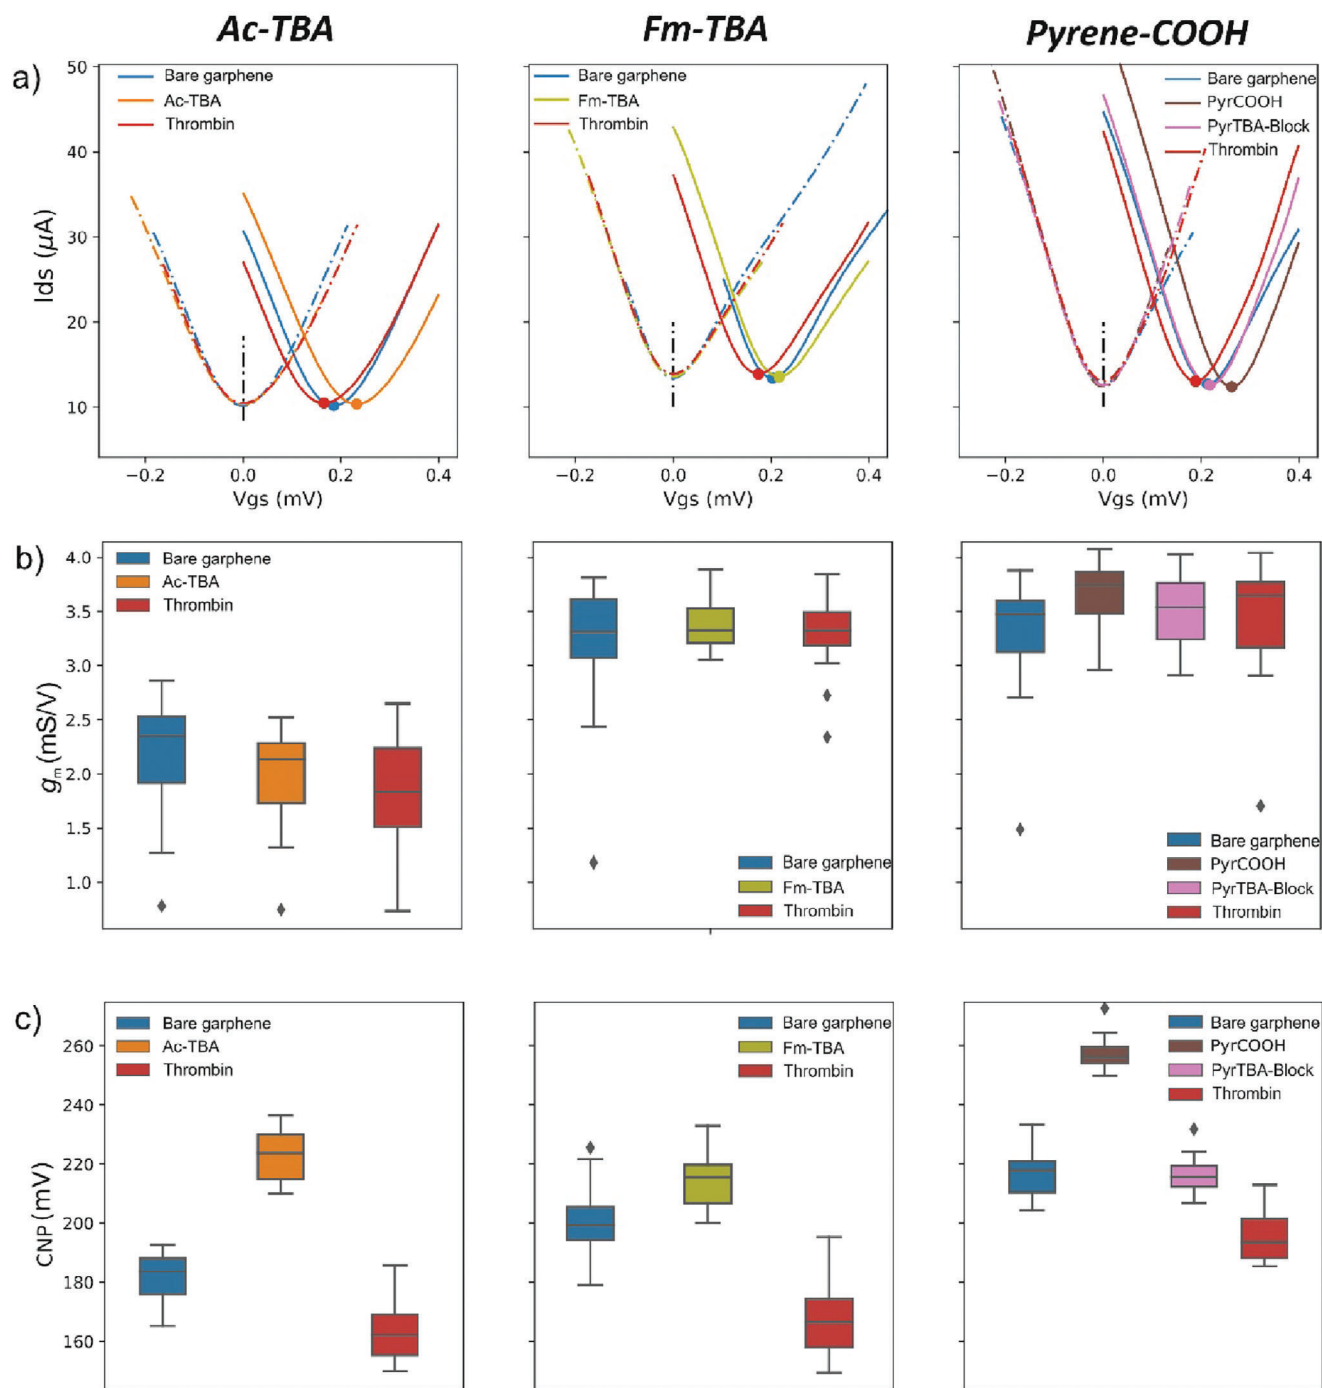 Ac-TBA Fm-TBA Pyrene-COOH
a)
50
40
30
20
10
Ids (μA)
Bare garphene
Ac-TBA
Thrombin
−0.2 0.0 0.2 0.4
Vgs (mV)
Bare garphene
Fm-TBA
Thrombin
−0.2 0.0 0.2 0.4
Vgs (mV)
Bare garphene
PyrCOOH
PyrTBA-Block
Thrombin
−0.2 0.0 0.2 0.4
Vgs (mV)
b)
4.0
3.5
3.0
2.5
2.0
1.5
1.0
gm (mS/V)
Bare garphene
Ac-TBA
Thrombin
Bare garphene
Fm-TBA
Thrombin
Bare garphene
PyrCOOH
PyrTBA-Block
Thrombin
c)
260
240
220
200
180
160
CNP (mV)
Bare garphene
Ac-TBA
Thrombin
Bare garphene
Fm-TBA
Thrombin
Bare garphene
PyrCOOH
PyrTBA-Block
Thrombin